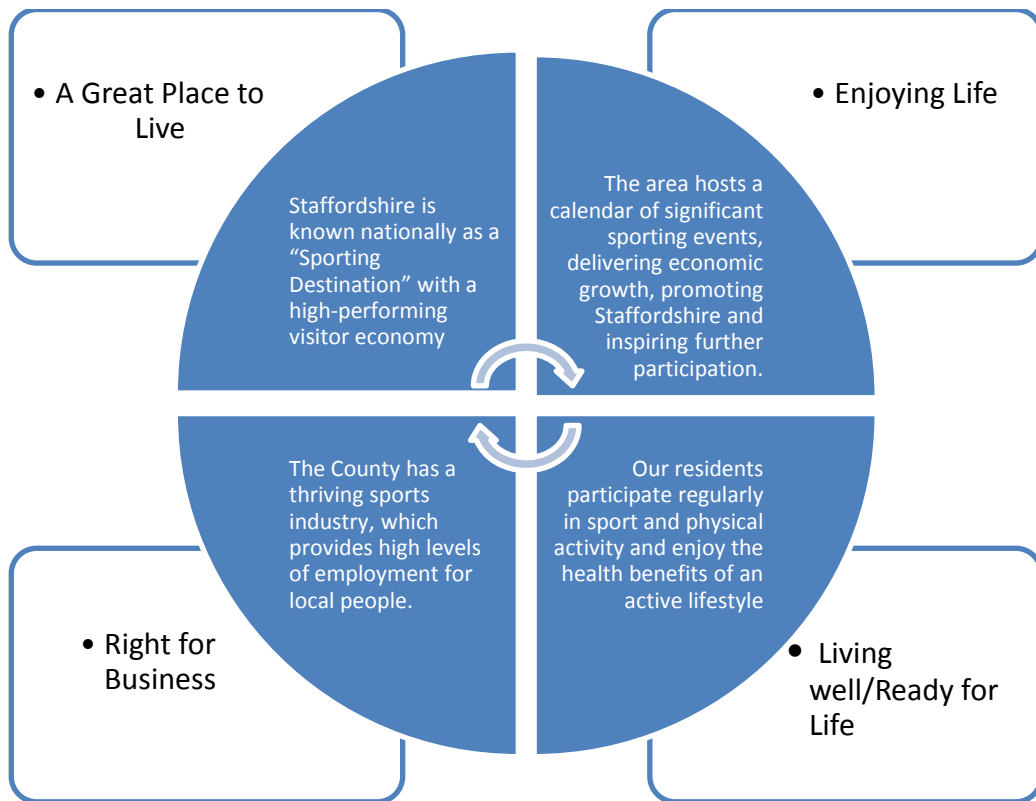 • A Great Place to
Live
Staffordshire is
known nationally as a
“Sporting
Destination” with a
high-performing
visitor economy
• Enjoying Life
The area hosts a
calendar of significant
sporting events,
delivering economic
growth, promoting
Staffordshire and
inspiring further
participation.
The County has a
thriving sports
industry, which
provides high levels
of employment for
local people.
• Right for
Business
Our residents
participate regularly
in sport and physical
activity and enjoy the
health benefits of an
active lifestyle
• Living
well/Ready for
Life